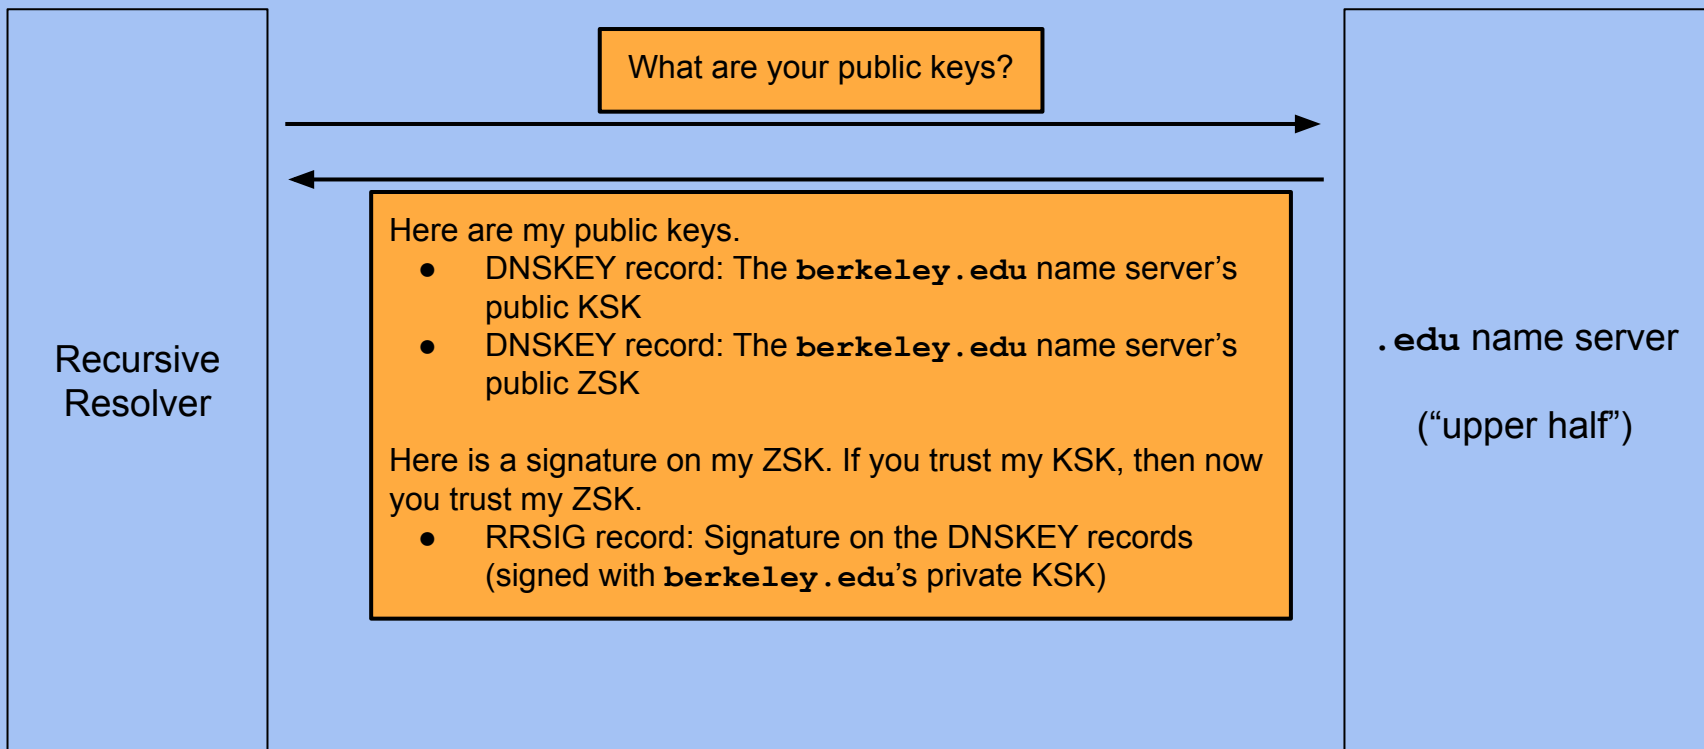 What are your public keys?
Here are my public keys.
● DNSKEY record: The berkeley.edu name server’s
public KSK
● DNSKEY record: The berkeley.edu name server’s
public ZSK
Here is a signature on my ZSK. If you trust my KSK, then now
you trust my ZSK.
● RRSIG record: Signature on the DNSKEY records
(signed with berkeley.edu’s private KSK)
Recursive
Resolver
.edu name server
(“upper half”)